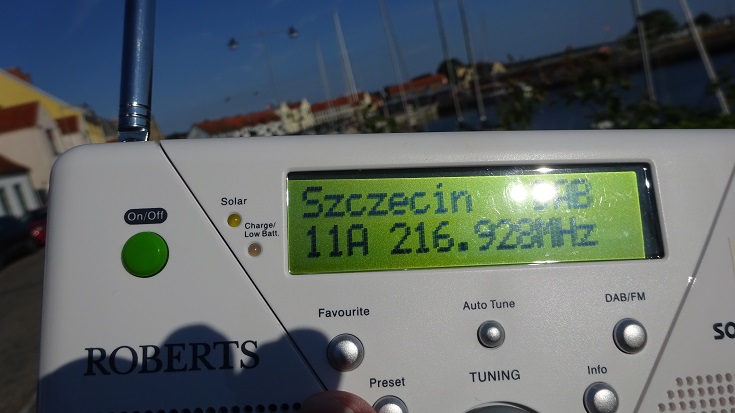 Szczecin DAB
11A 216.928MHz
On/Off
Solar
Charge/
Low Batt.
Favourite
Auto Tune
DAB/FM
ROBERTS
Preset
TUNING
Info